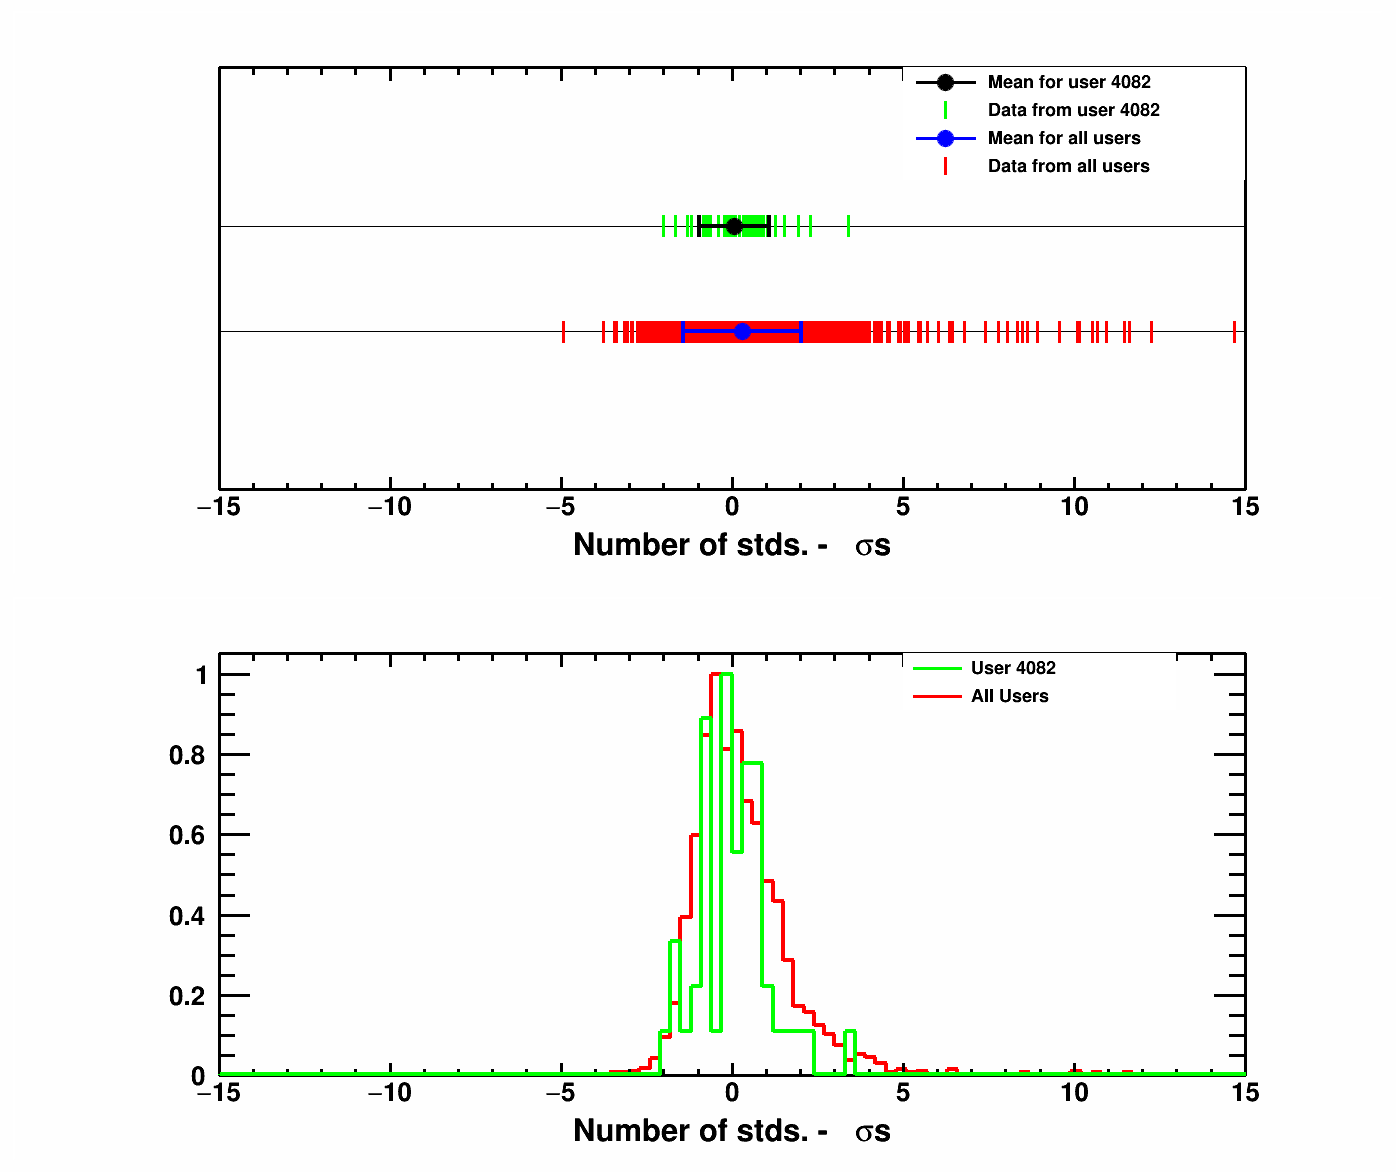 Mean for user 4082
Data from user 4082
Mean for all users
Data from all users
−15 −10 −5 0 5 10 15
Number of stds. - σs
User 4082
All Users
1
0.8
0.6
0.4
0.2
0
−15 −10 −5 0 5 10 15
Number of stds. - σs